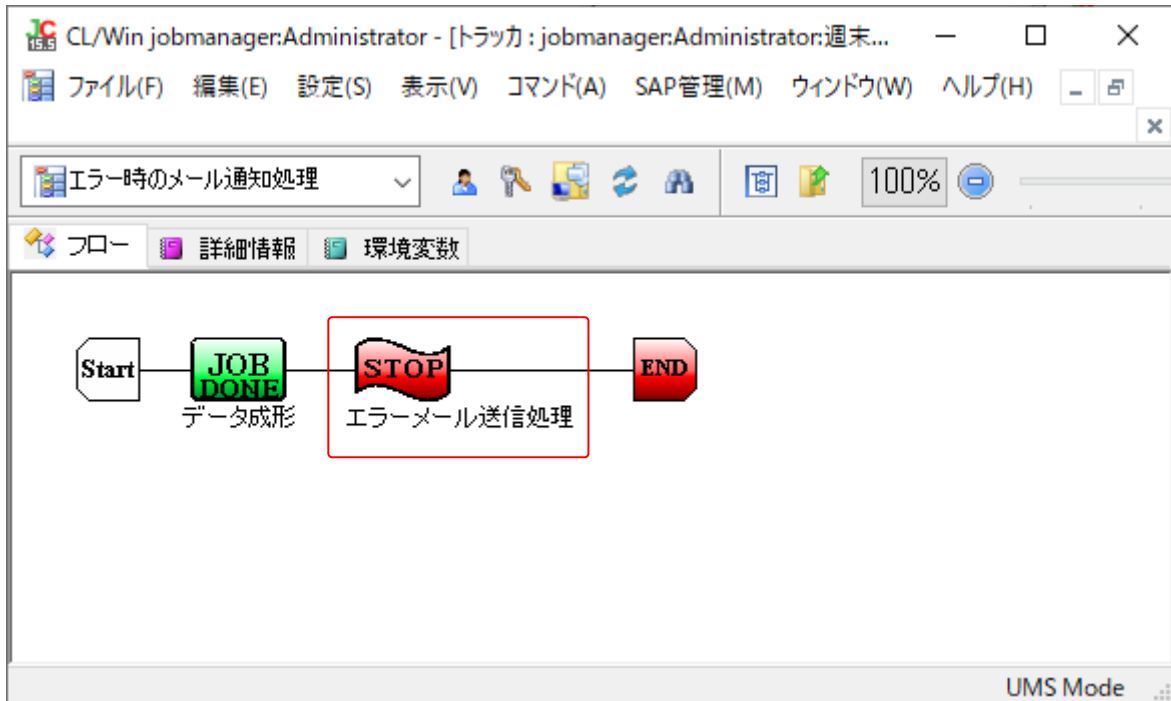 JC 15.5 CL/Win jobmanager:Administrator - [トラッカ : jobmanager:Administrator:週末...
ファイル(F) 編集(E) 設定(S) 表示(V) コマンド(A) SAP管理(M) ウィンドウ(W) ヘルプ(H)
エラー時のメール通知処理 100%
フロー 詳細情報 環境変数
Start JOB DONE STOP END
データ成形 エラーメール送信処理
UMS Mode